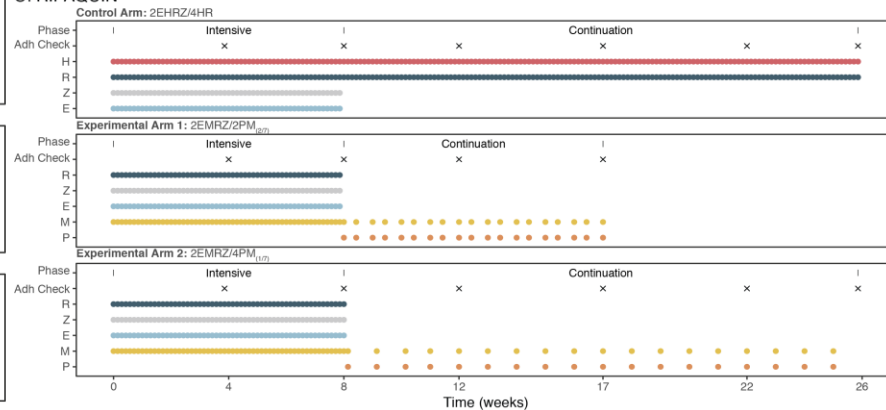 Control Arm: 2EHRZ/4HR
Phase Intensive Continuation
Adh Check
H
R
Z
E
Experimental Arm 1: 2EMRZ/2PM(2/7)
Phase Intensive Continuation
Adh Check
R
Z
E
M
P
Experimental Arm 2: 2EMRZ/4PM(1/7)
Phase Intensive Continuation
Adh Check
R
Z
E
M
P
0 4 8 12 17 22 26
Time (weeks)